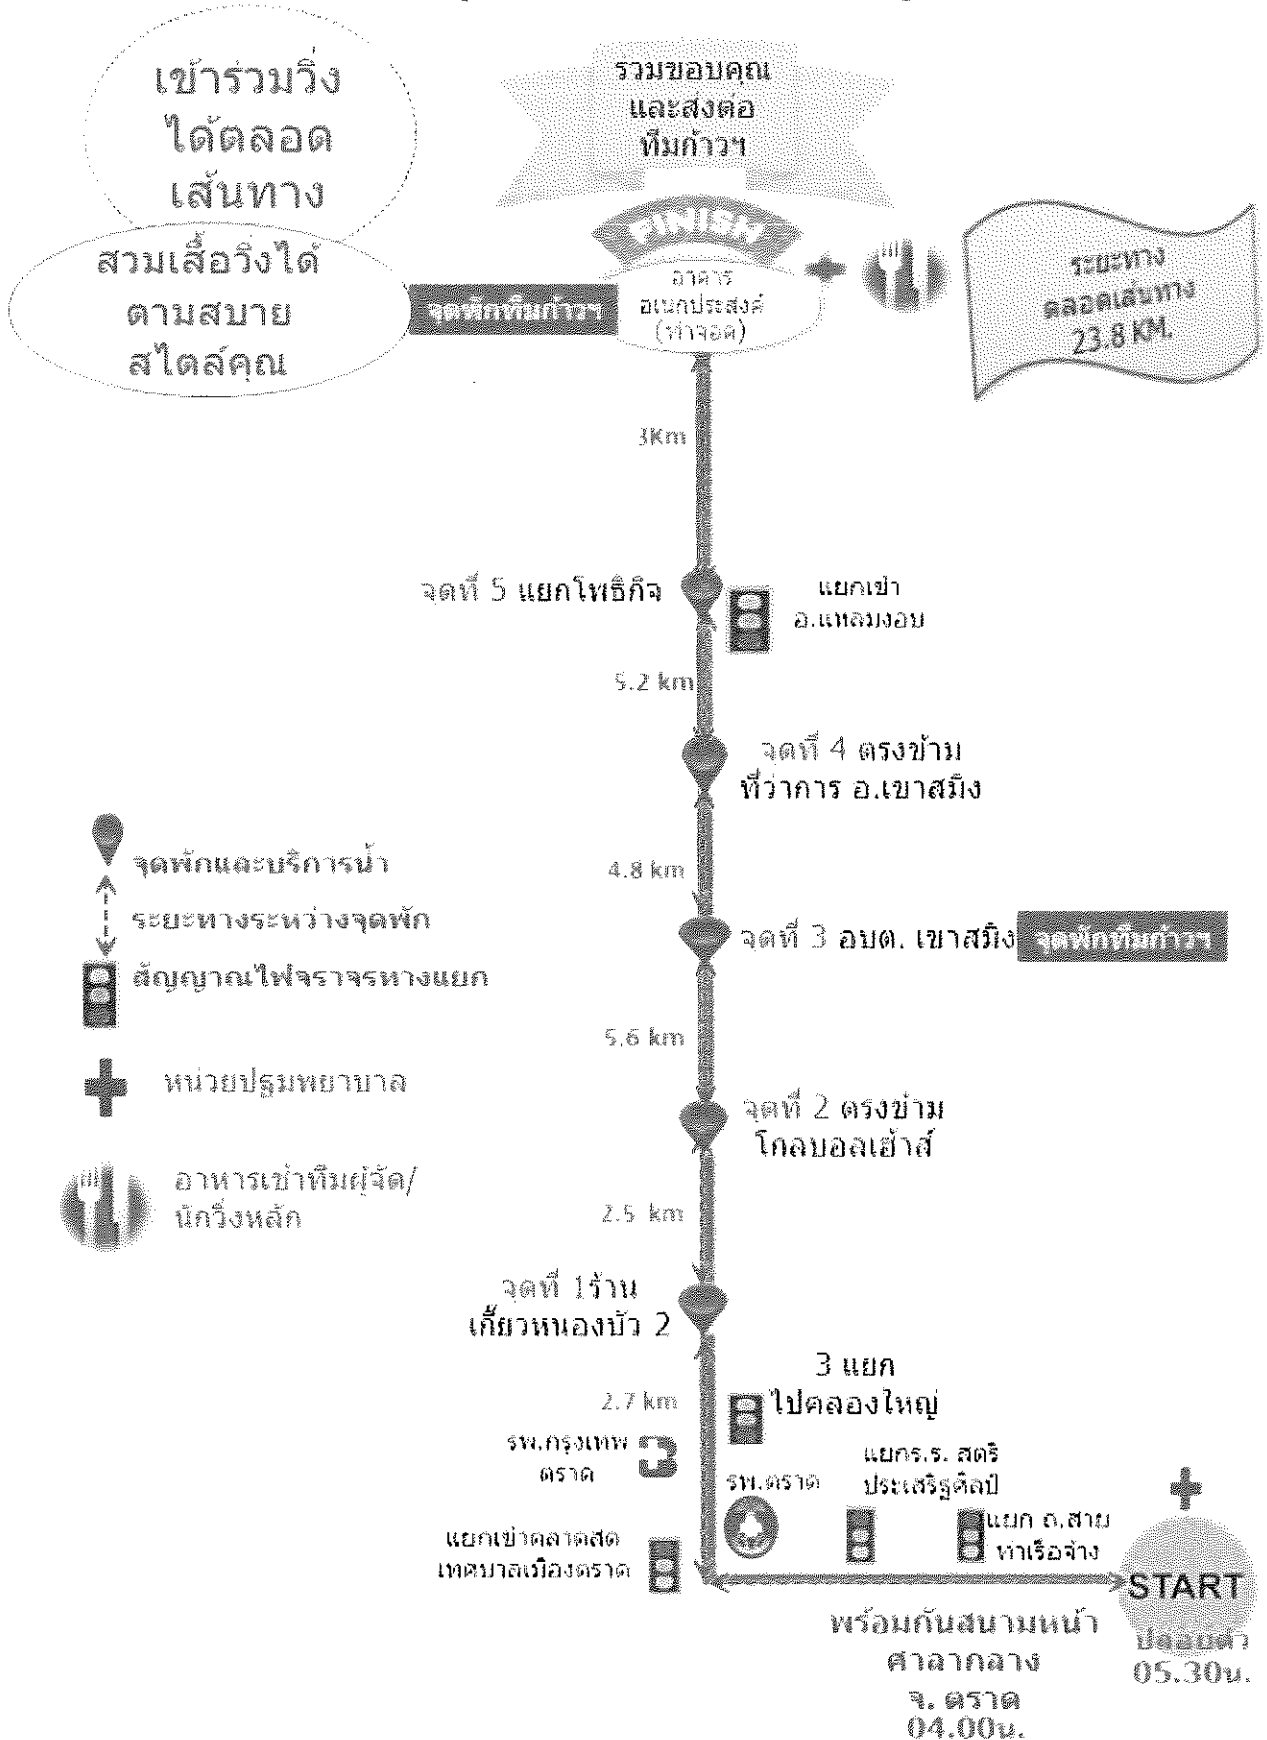 เข้าร่วมวิ่ง
ได้ตลอด
เส้นทาง
สวมเสื้อวิ่งได้
ตามสบาย
สไตล์คุณ
รวมขอบคุณ
และส่งต่อ
ทีมก้าวฯ
FINISH
จุดพักทีมก้าวฯ
อาคาร
อเนกประสงค์
(ท่าจอด)
ระยะทาง
ตลอดเส้นทาง
23.8 KM.
3Km
จุดที่ 5 แยกโพธิกิจ
แยกเข้า
อ.แหลมงอบ
5.2 km
จุดที่ 4 ตรงข้าม
ที่ว่าการ อ.เขาสมิง
4.8 km
จุดที่ 3 อบต. เขาสมิง
จุดพักทีมก้าวฯ
5.6 km
จุดที่ 2 ตรงข้าม
โกลบอลเฮ้าส์
2.5 km
จุดที่ 1ร้าน
เกี๊ยวหนองบัว 2
2.7 km
จุดพักและบริการน้ำ
ระยะทางระหว่างจุดพัก
สัญญาณไฟจราจรทางแยก
หน่วยปฐมพยาบาล
อาหารเช้าทีมผู้จัด/
นักวิ่งหลัก
3 แยก
ไปคลองใหญ่
รพ.กรุงเทพ
ตราด
รพ.ตราด
แยกร.ร. สตรี
ประเสริฐศิลป์
แยก ถ.สาย
ท่าเรือจ้าง
แยกเข้าตลาดสด
เทศบาลเมืองตราด
START
ปล่อยตัว
05.30น.
พร้อมกันสนามหน้า
ศาลากลาง
จ. ตราด
04.00น.